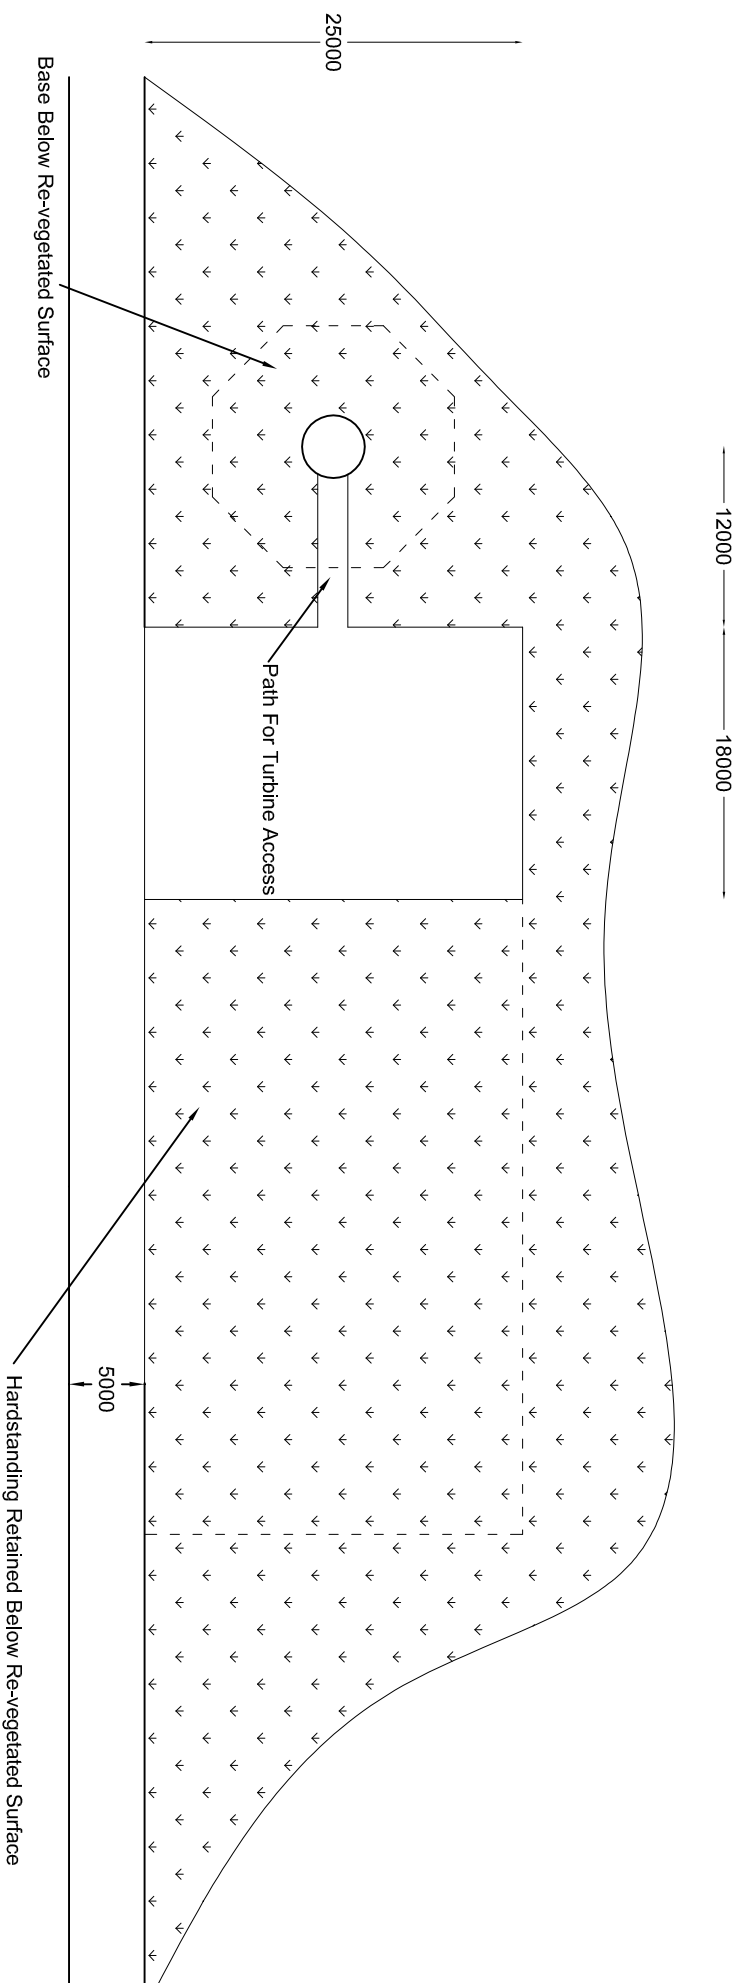 12000
18000
25000
Path For Turbine Access
5000
Base Below Re-vegetated Surface
Hardstanding Retained Below Re-vegetated Surface